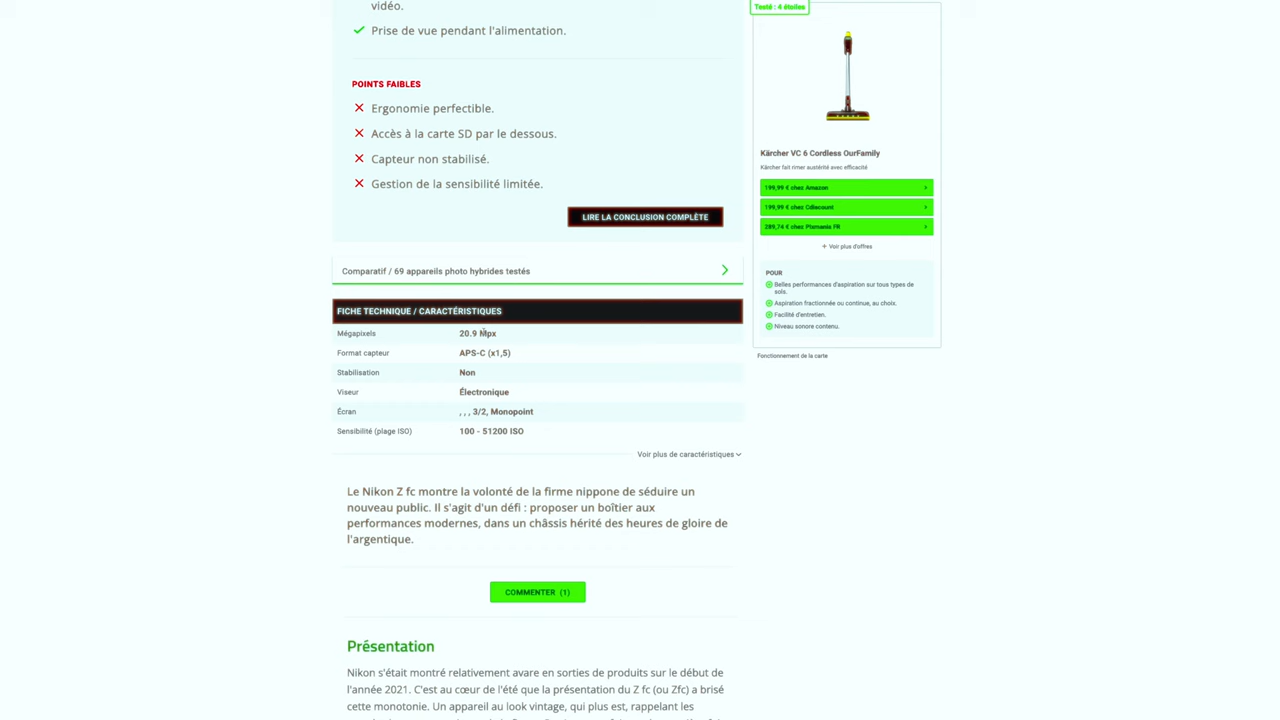 vidéo.
Prise de vue pendant l'alimentation.
POINTS FAIBLES
Ergonomie perfectible.
Accès à la carte SD par le dessous.
Capteur non stabilisé.
Gestion de la sensibilité limitée.
LIRE LA CONCLUSION COMPLÈTE
Comparatif / 69 appareils photo hybrides testés
FICHE TECHNIQUE / CARACTÉRISTIQUES
Mégapixels 20.9 Mpx
Format capteur APS-C (x1,5)
Stabilisation Non
Viseur Électronique
Écran , , , 3/2, Monopoint
Sensibilité (plage ISO) 100 - 51200 ISO
Voir plus de caractéristiques
Le Nikon Z fc montre la volonté de la firme nippone de séduire un
nouveau public. Il s'agit d'un défi : proposer un boîtier aux
performances modernes, dans un châssis hérité des heures de gloire de
l'argentique.
COMMENTER (1)
Présentation
Nikon s'était montré relativement avare en sorties de produits sur le début de
l'année 2021. C'est au cœur de l'été que la présentation du Z fc (ou Zfc) a brisé
cette monotonie. Un appareil au look vintage, qui plus est, rappelant les
Testé : 4 étoiles
Kärcher VC 6 Cordless OurFamily
Kärcher fait rimer austérité avec efficacité
199,99 € chez Amazon
199,99 € chez Cdiscount
289,74 € chez Pixmania FR
+ Voir plus d'offres
POUR
Belles performances d'aspiration sur tous types de
sols.
Aspiration fractionnée ou continue, au choix.
Facilité d'entretien.
Niveau sonore contenu.
Fonctionnement de la carte